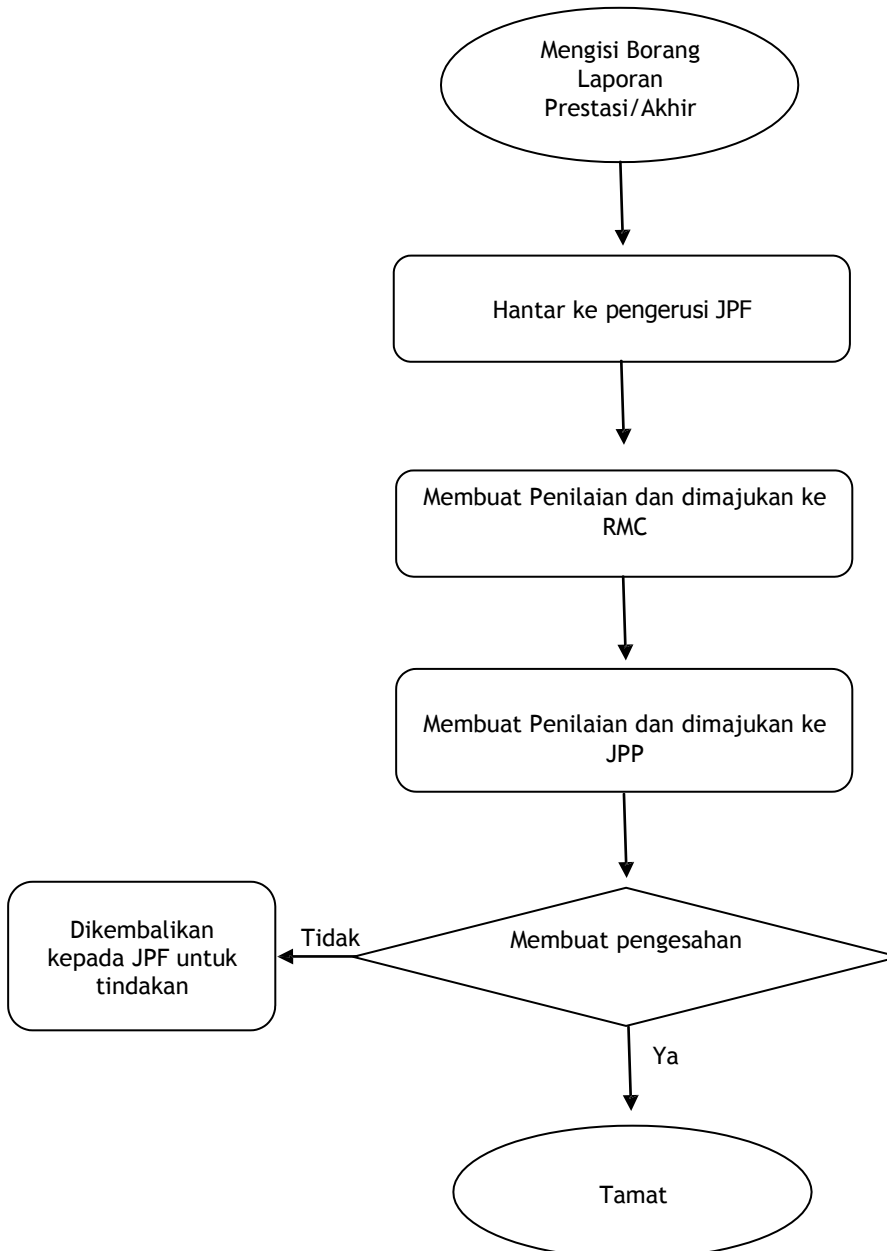 Mengisi Borang
Laporan
Prestasi/Akhir
Hantar ke pengerusi JPF
Membuat Penilaian dan dimajukan ke
RMC
Membuat Penilaian dan dimajukan ke
JPP
Membuat pengesahan
Tidak
Dikembalikan
kepada JPF untuk
tindakan
Ya
Tamat